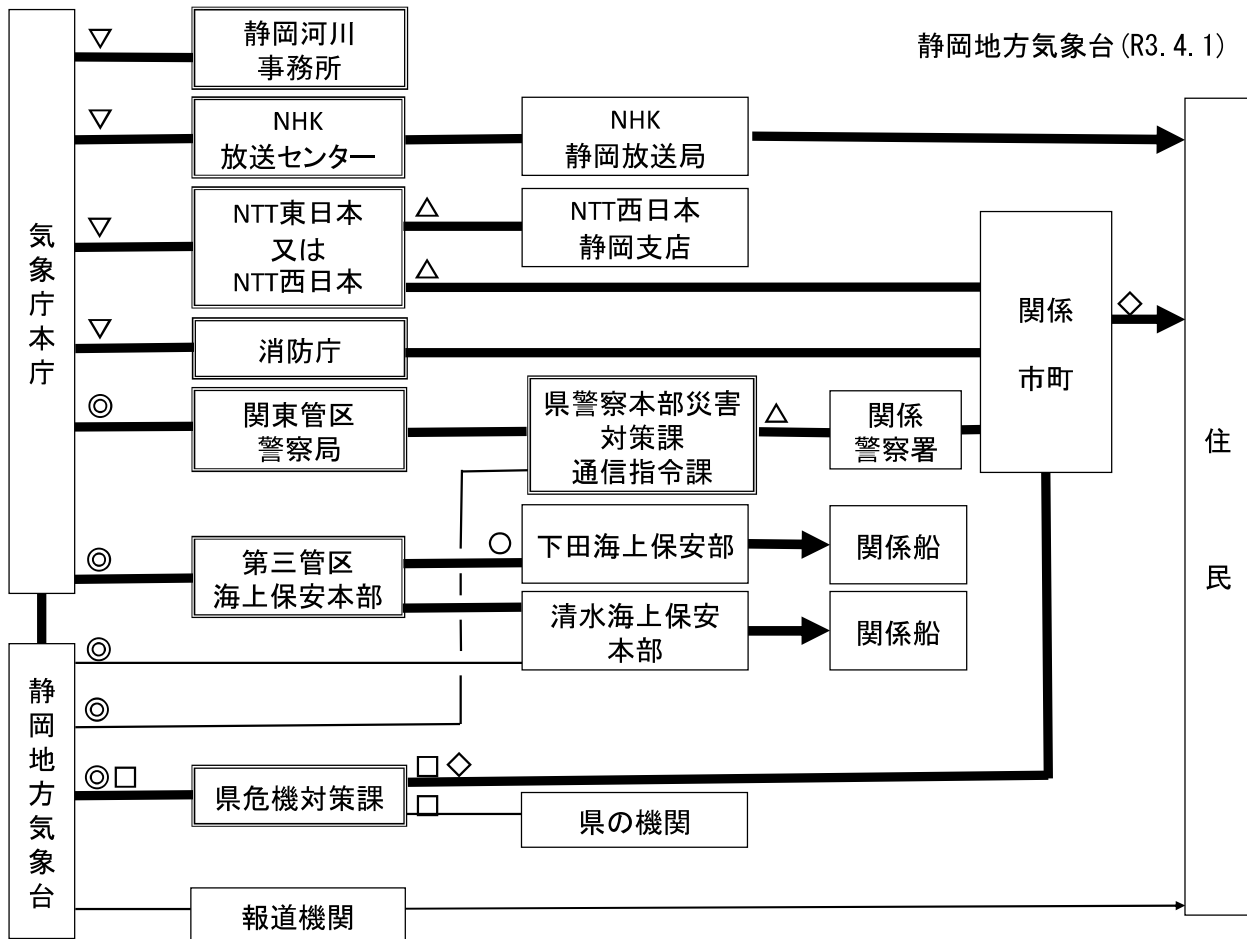 静岡地方気象台(R3.4.1)
気象庁本庁
▽
静岡河川
事務所
▽
NHK
放送センター
NHK
静岡放送局
▽
NTT東日本
又は
NTT西日本
△
NTT西日本
静岡支店
△
▽
消防庁
関係
市町
◇
住民
◎
関東管区
警察局
県警察本部災害
対策課
通信指令課
△
関係
警察署
◎
第三管区
海上保安本部
○
下田海上保安部
関係船
清水海上保安
本部
関係船
静岡地方気象台
◎
◎
◎□
県危機対策課
□◇
□
県の機関
報道機関